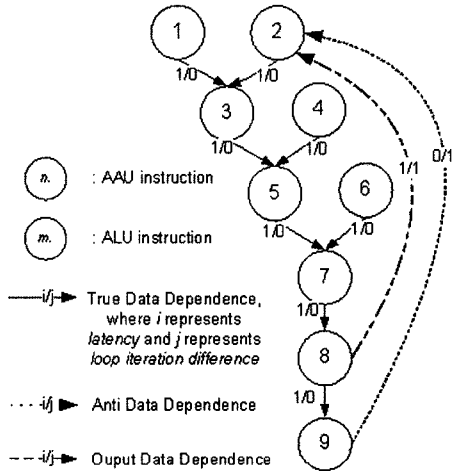 1 2
1/0 1/0
3 4
1/0 1/0
5 6
1/0 1/0
7
1/0
8
1/0
9
1/1
0/1
n. : AAU instruction
m. : ALU instruction
i/j True Data Dependence,
where i represents
latency and j represents
loop iteration difference
i/j Anti Data Dependence
i/j Ouput Data Dependence